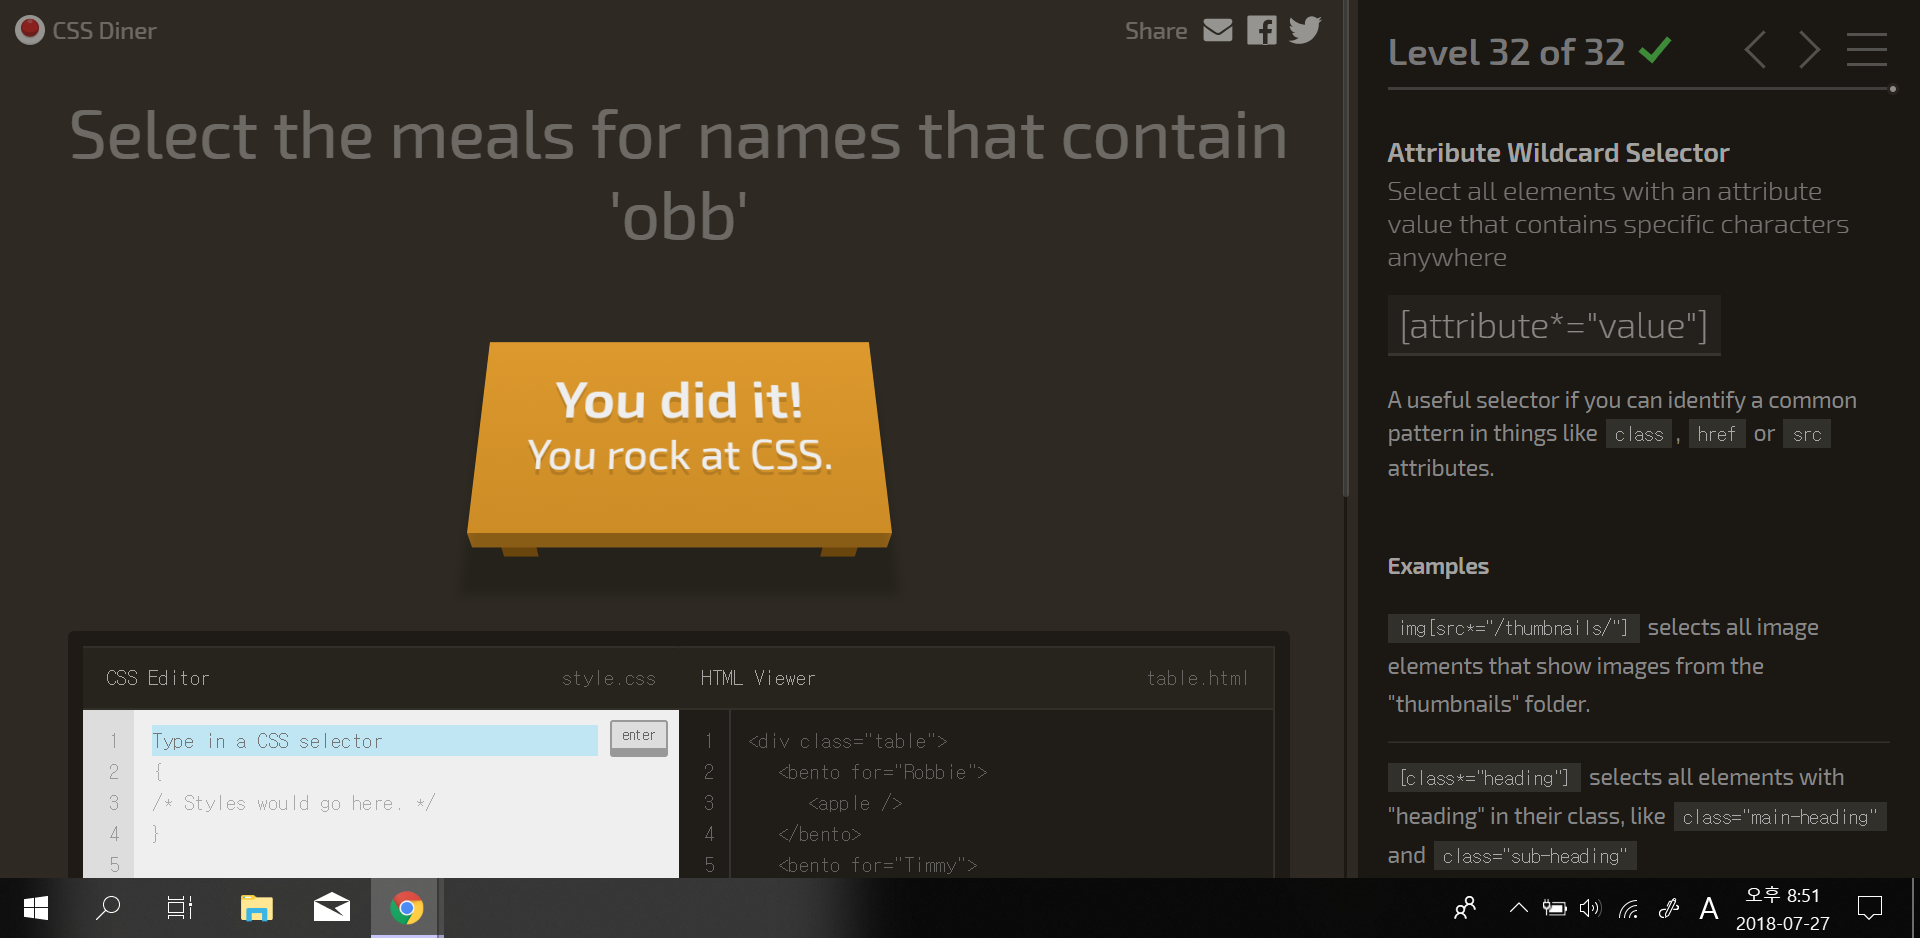 CSS Diner
Share
Select the meals for names that contain
'obb'
You did it!
You rock at CSS.
CSS Editor
style.css
HTML Viewer
table.html
1
Type in a CSS selector
enter
2
{
3
/* Styles would go here. */
4
}
5
1
<div class="table">
2
<bento for="Robbie">
3
<apple />
4
</bento>
5
<bento for="Timmy">
Level 32 of 32
Attribute Wildcard Selector
Select all elements with an attribute
value that contains specific characters
anywhere
[attribute*="value"]
A useful selector if you can identify a common
pattern in things like class, href or src
attributes.
Examples
img[src*="/thumbnails/"] selects all image
elements that show images from the
"thumbnails" folder.
[class*="heading"] selects all elements with
"heading" in their class, like class="main-heading"
and class="sub-heading"
A
오후 8:51
2018-07-27